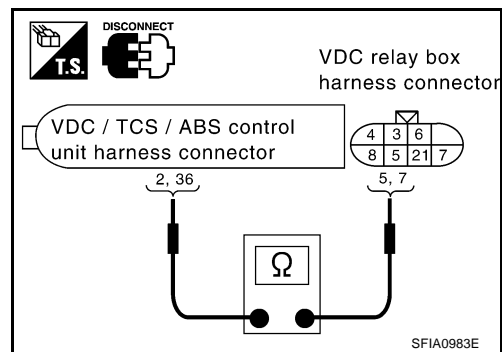 DISCONNECT
T.S.
VDC relay box
harness connector
VDC / TCS / ABS control
unit harness connector
4 3 6
8 5 21 7
2, 36
5, 7
Ω
SFIA0983E